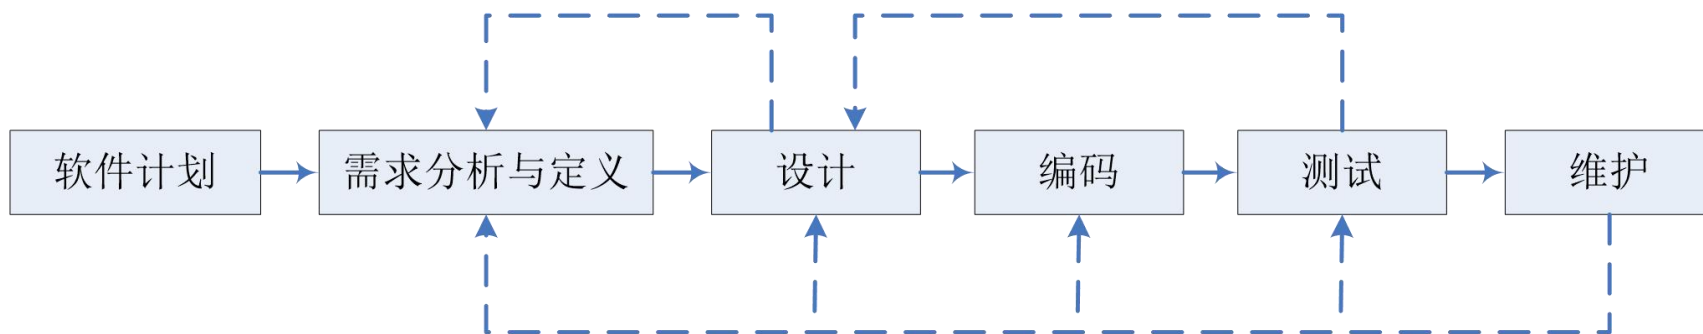 软件计划
需求分析与定义
设计
编码
测试
维护